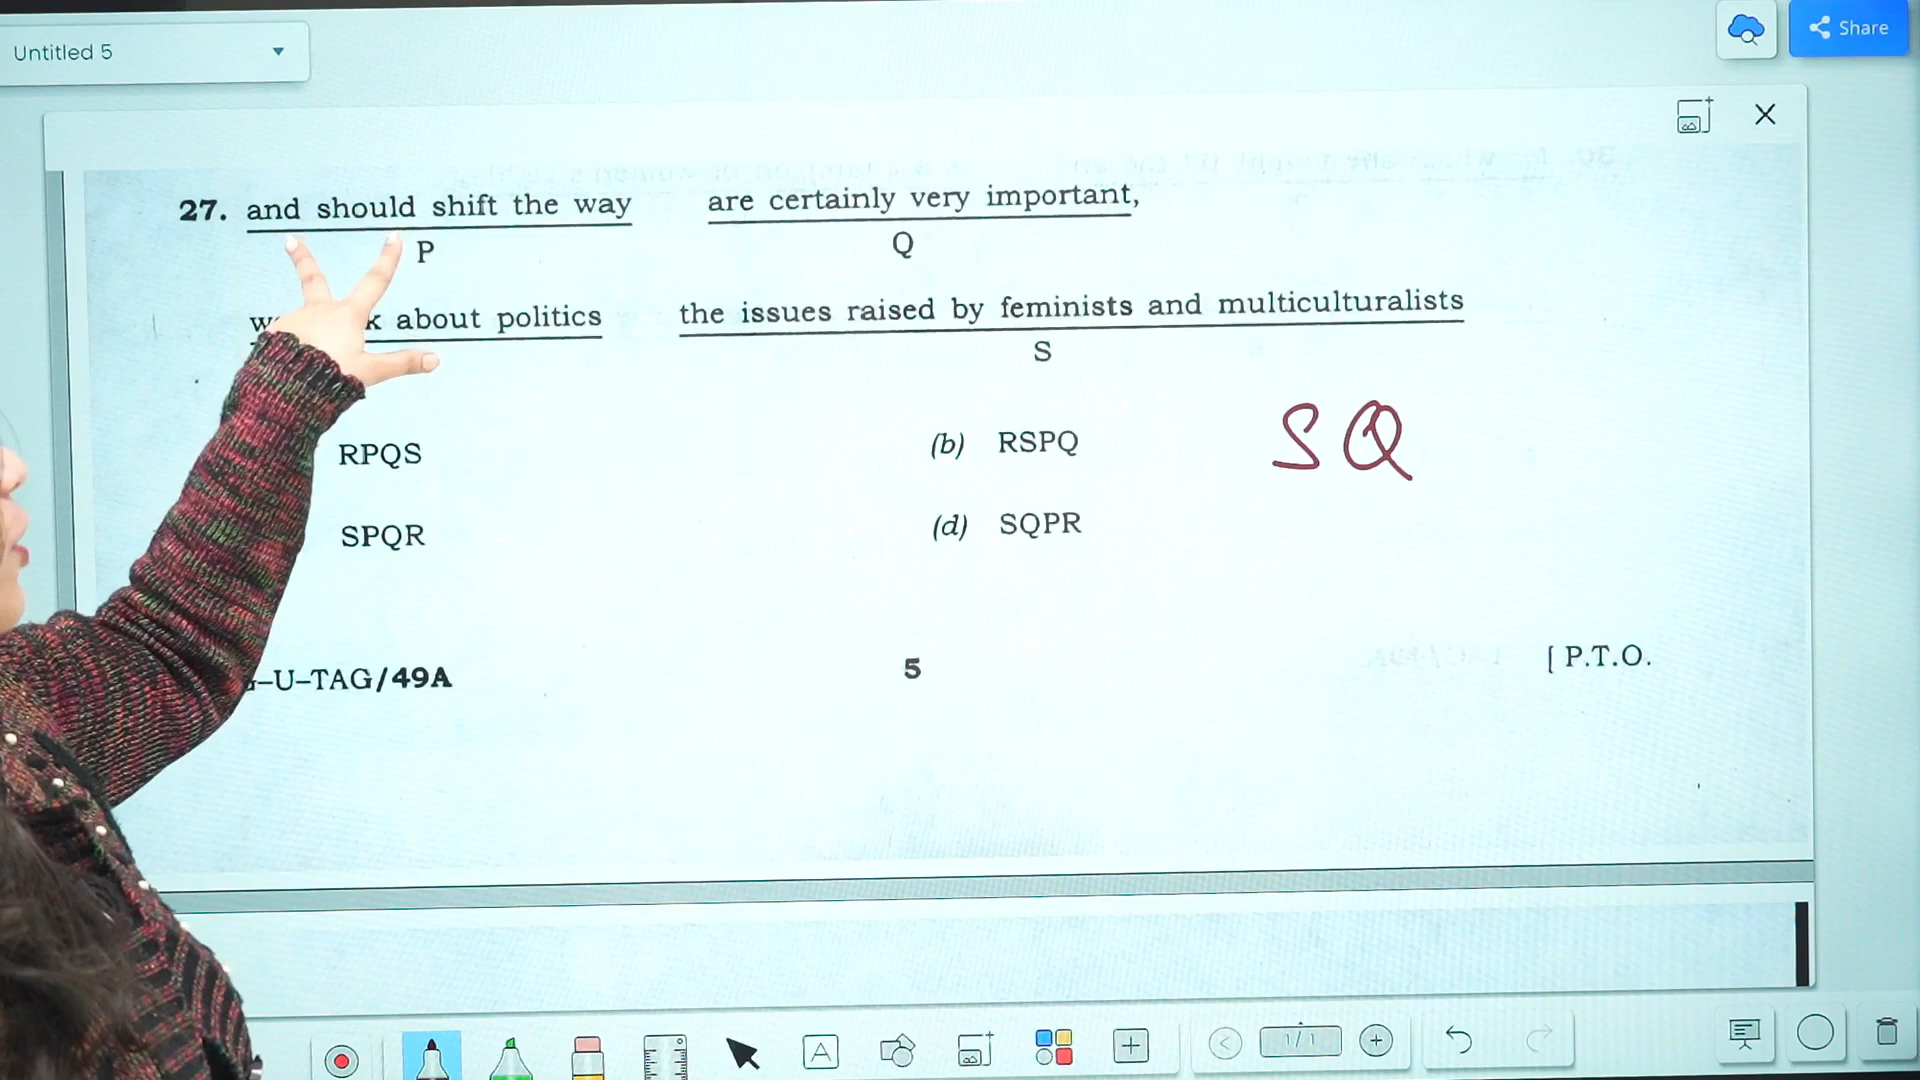 Untitled 5
Share
27. and should shift the way are certainly very important,
P Q
about politics the issues raised by feminists and multiculturalists
S
SQ
RPQS (b) RSPQ
SPQR (d) SQPR
-U-TAG/49A 5 [ P.T.O.
A
1/1